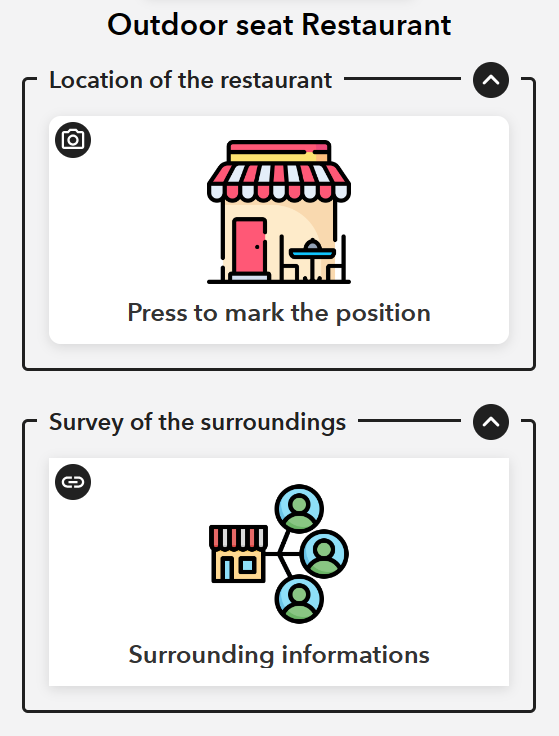 Outdoor seat Restaurant
Location of the restaurant
Press to mark the position
Survey of the surroundings
Surrounding informations